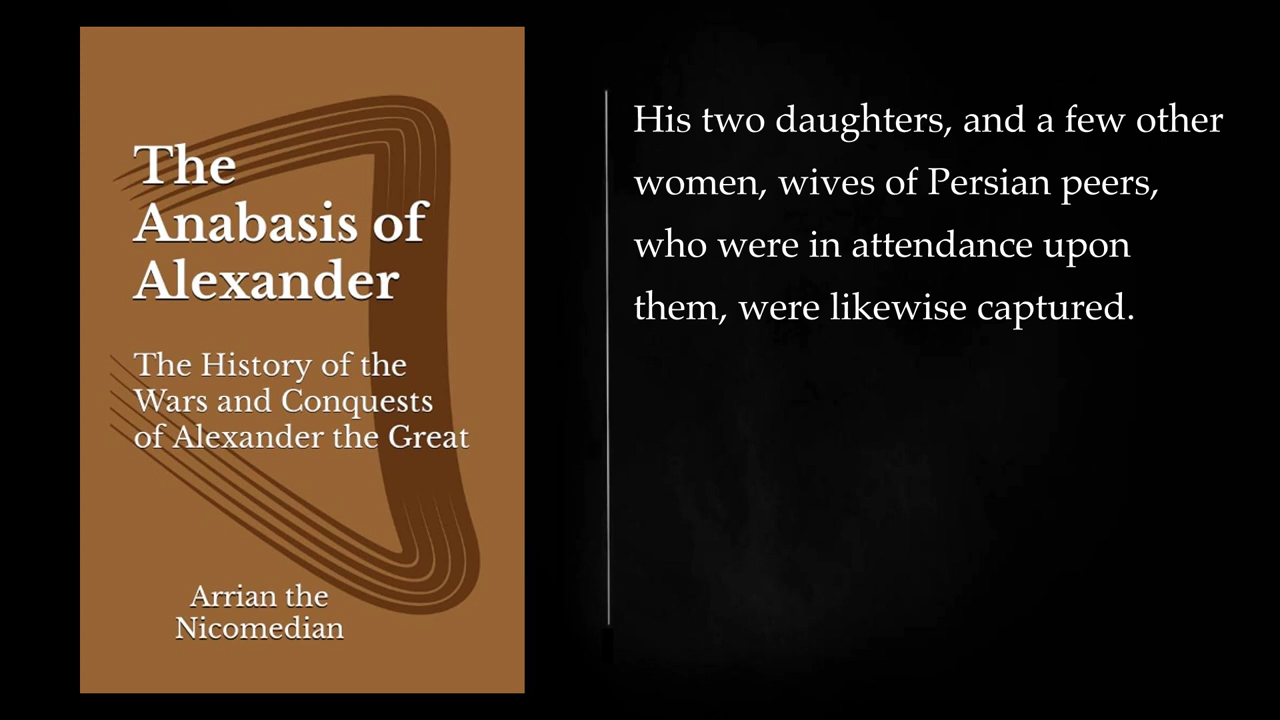 The
Anabasis of
Alexander
The History of the
Wars and Conquests
of Alexander the Great
Arrian the
Nicomedian
His two daughters, and a few other
women, wives of Persian peers,
who were in attendance upon
them, were likewise captured.